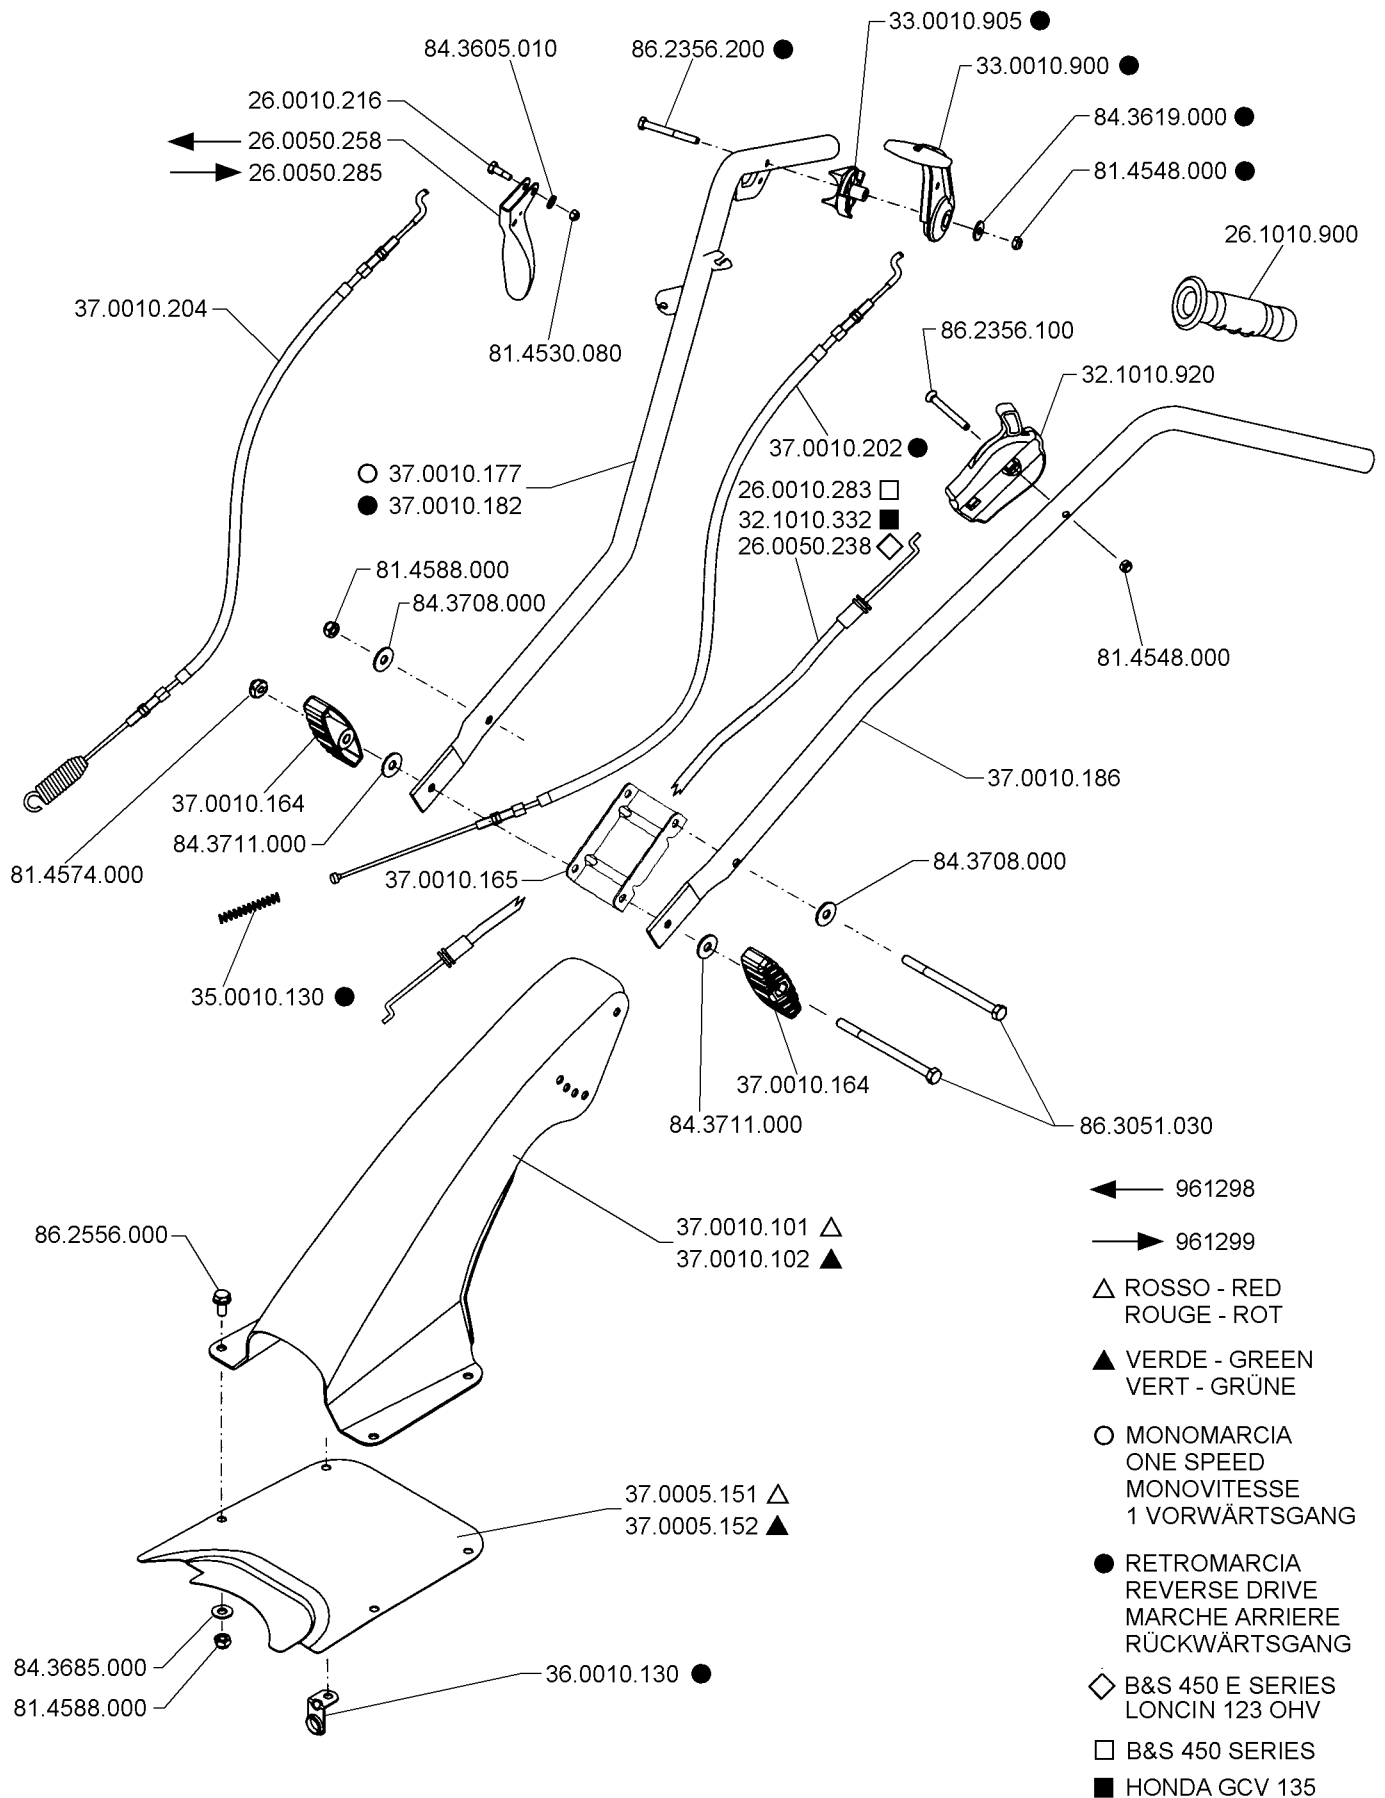 33.0010.905 ●
84.3605.010
86.2356.200 ●
33.0010.900 ●
26.0010.216
84.3619.000 ●
26.0050.258
26.0050.285
81.4548.000 ●
26.1010.900
37.0010.204
86.2356.100
81.4530.080
32.1010.920
37.0010.202 ●
○ 37.0010.177
● 37.0010.182
26.0010.283 □
32.1010.332 ■
26.0050.238 ◇
81.4588.000
84.3708.000
81.4548.000
37.0010.186
37.0010.164
84.3711.000
81.4574.000
84.3708.000
37.0010.165
35.0010.130 ●
37.0010.164
84.3711.000
86.3051.030
← 961298
→ 961299
86.2556.000
37.0010.101 △
37.0010.102 ▲
△ ROSSO - RED
ROUGE - ROT
▲ VERDE - GREEN
VERT - GRÜNE
○ MONOMARCIA
ONE SPEED
MONOVITESSE
1 VORWÄRTSGANG
37.0005.151 △
37.0005.152 ▲
● RETROMARCIA
REVERSE DRIVE
MARCHE ARRIERE
RÜCKWÄRTSGANG
84.3685.000
81.4588.000
36.0010.130 ●
◇ B&S 450 E SERIES
LONCIN 123 OHV
□ B&S 450 SERIES
■ HONDA GCV 135